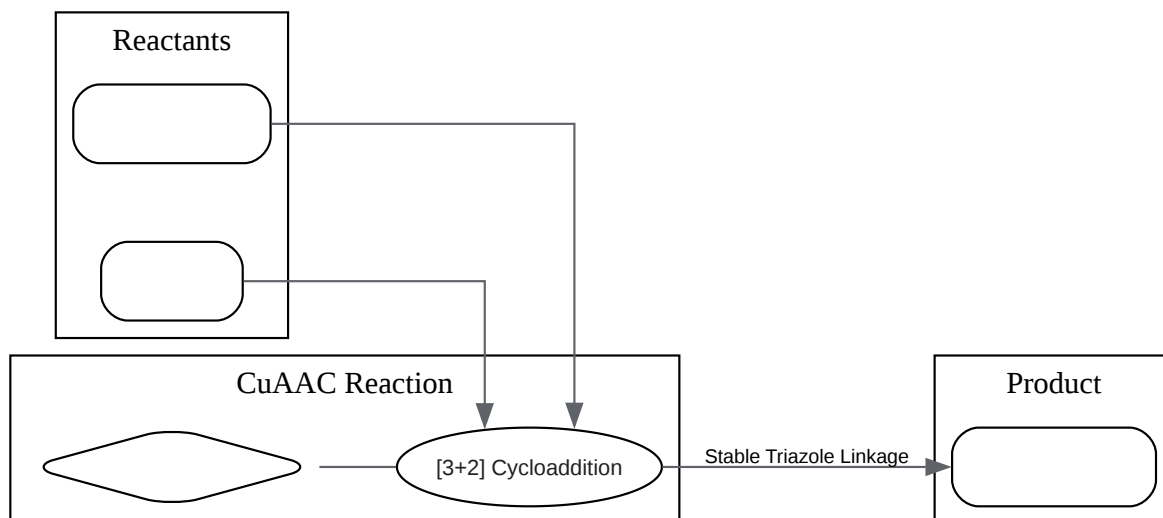 Reactants
CuAAC Reaction
Product
[3+2] Cycloaddition
Stable Triazole Linkage